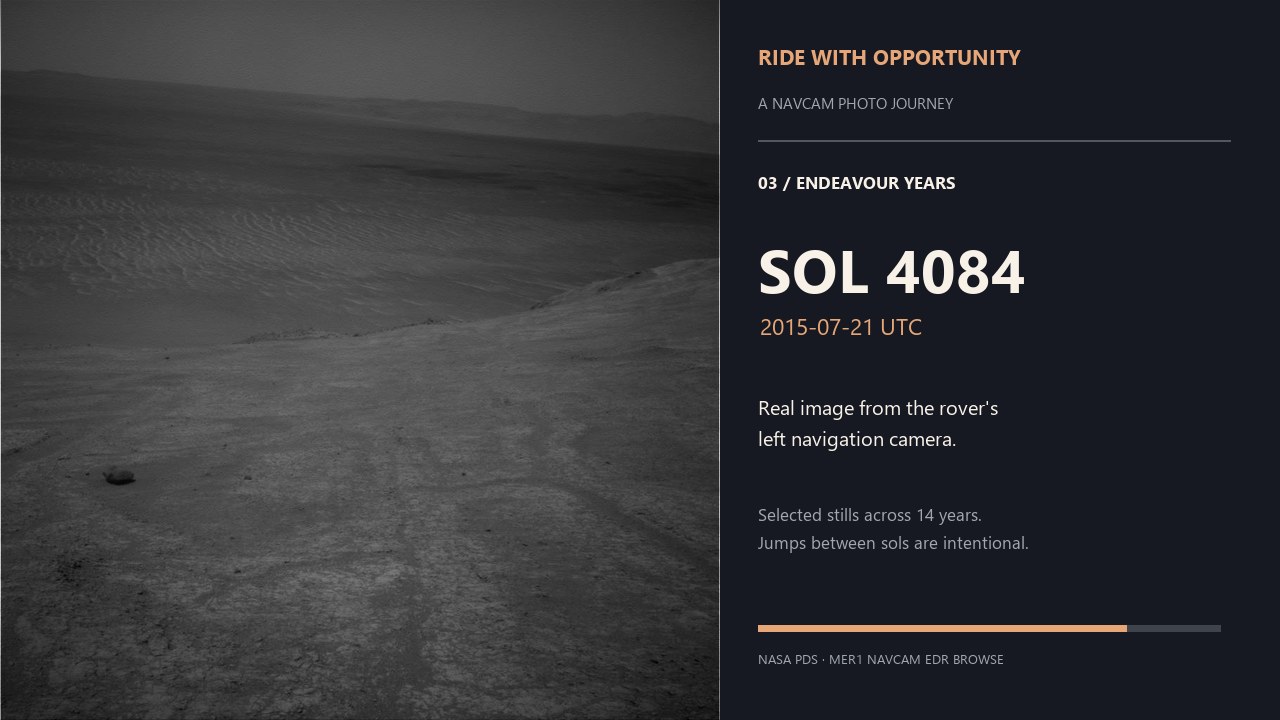 RIDE WITH OPPORTUNITY
A NAVCAM PHOTO JOURNEY
03 / ENDEAVOUR YEARS
SOL 4084
2015-07-21 UTC
Real image from the rover's
left navigation camera.
Selected stills across 14 years.
Jumps between sols are intentional.
NASA PDS · MER1 NAVCAM EDR BROWSE